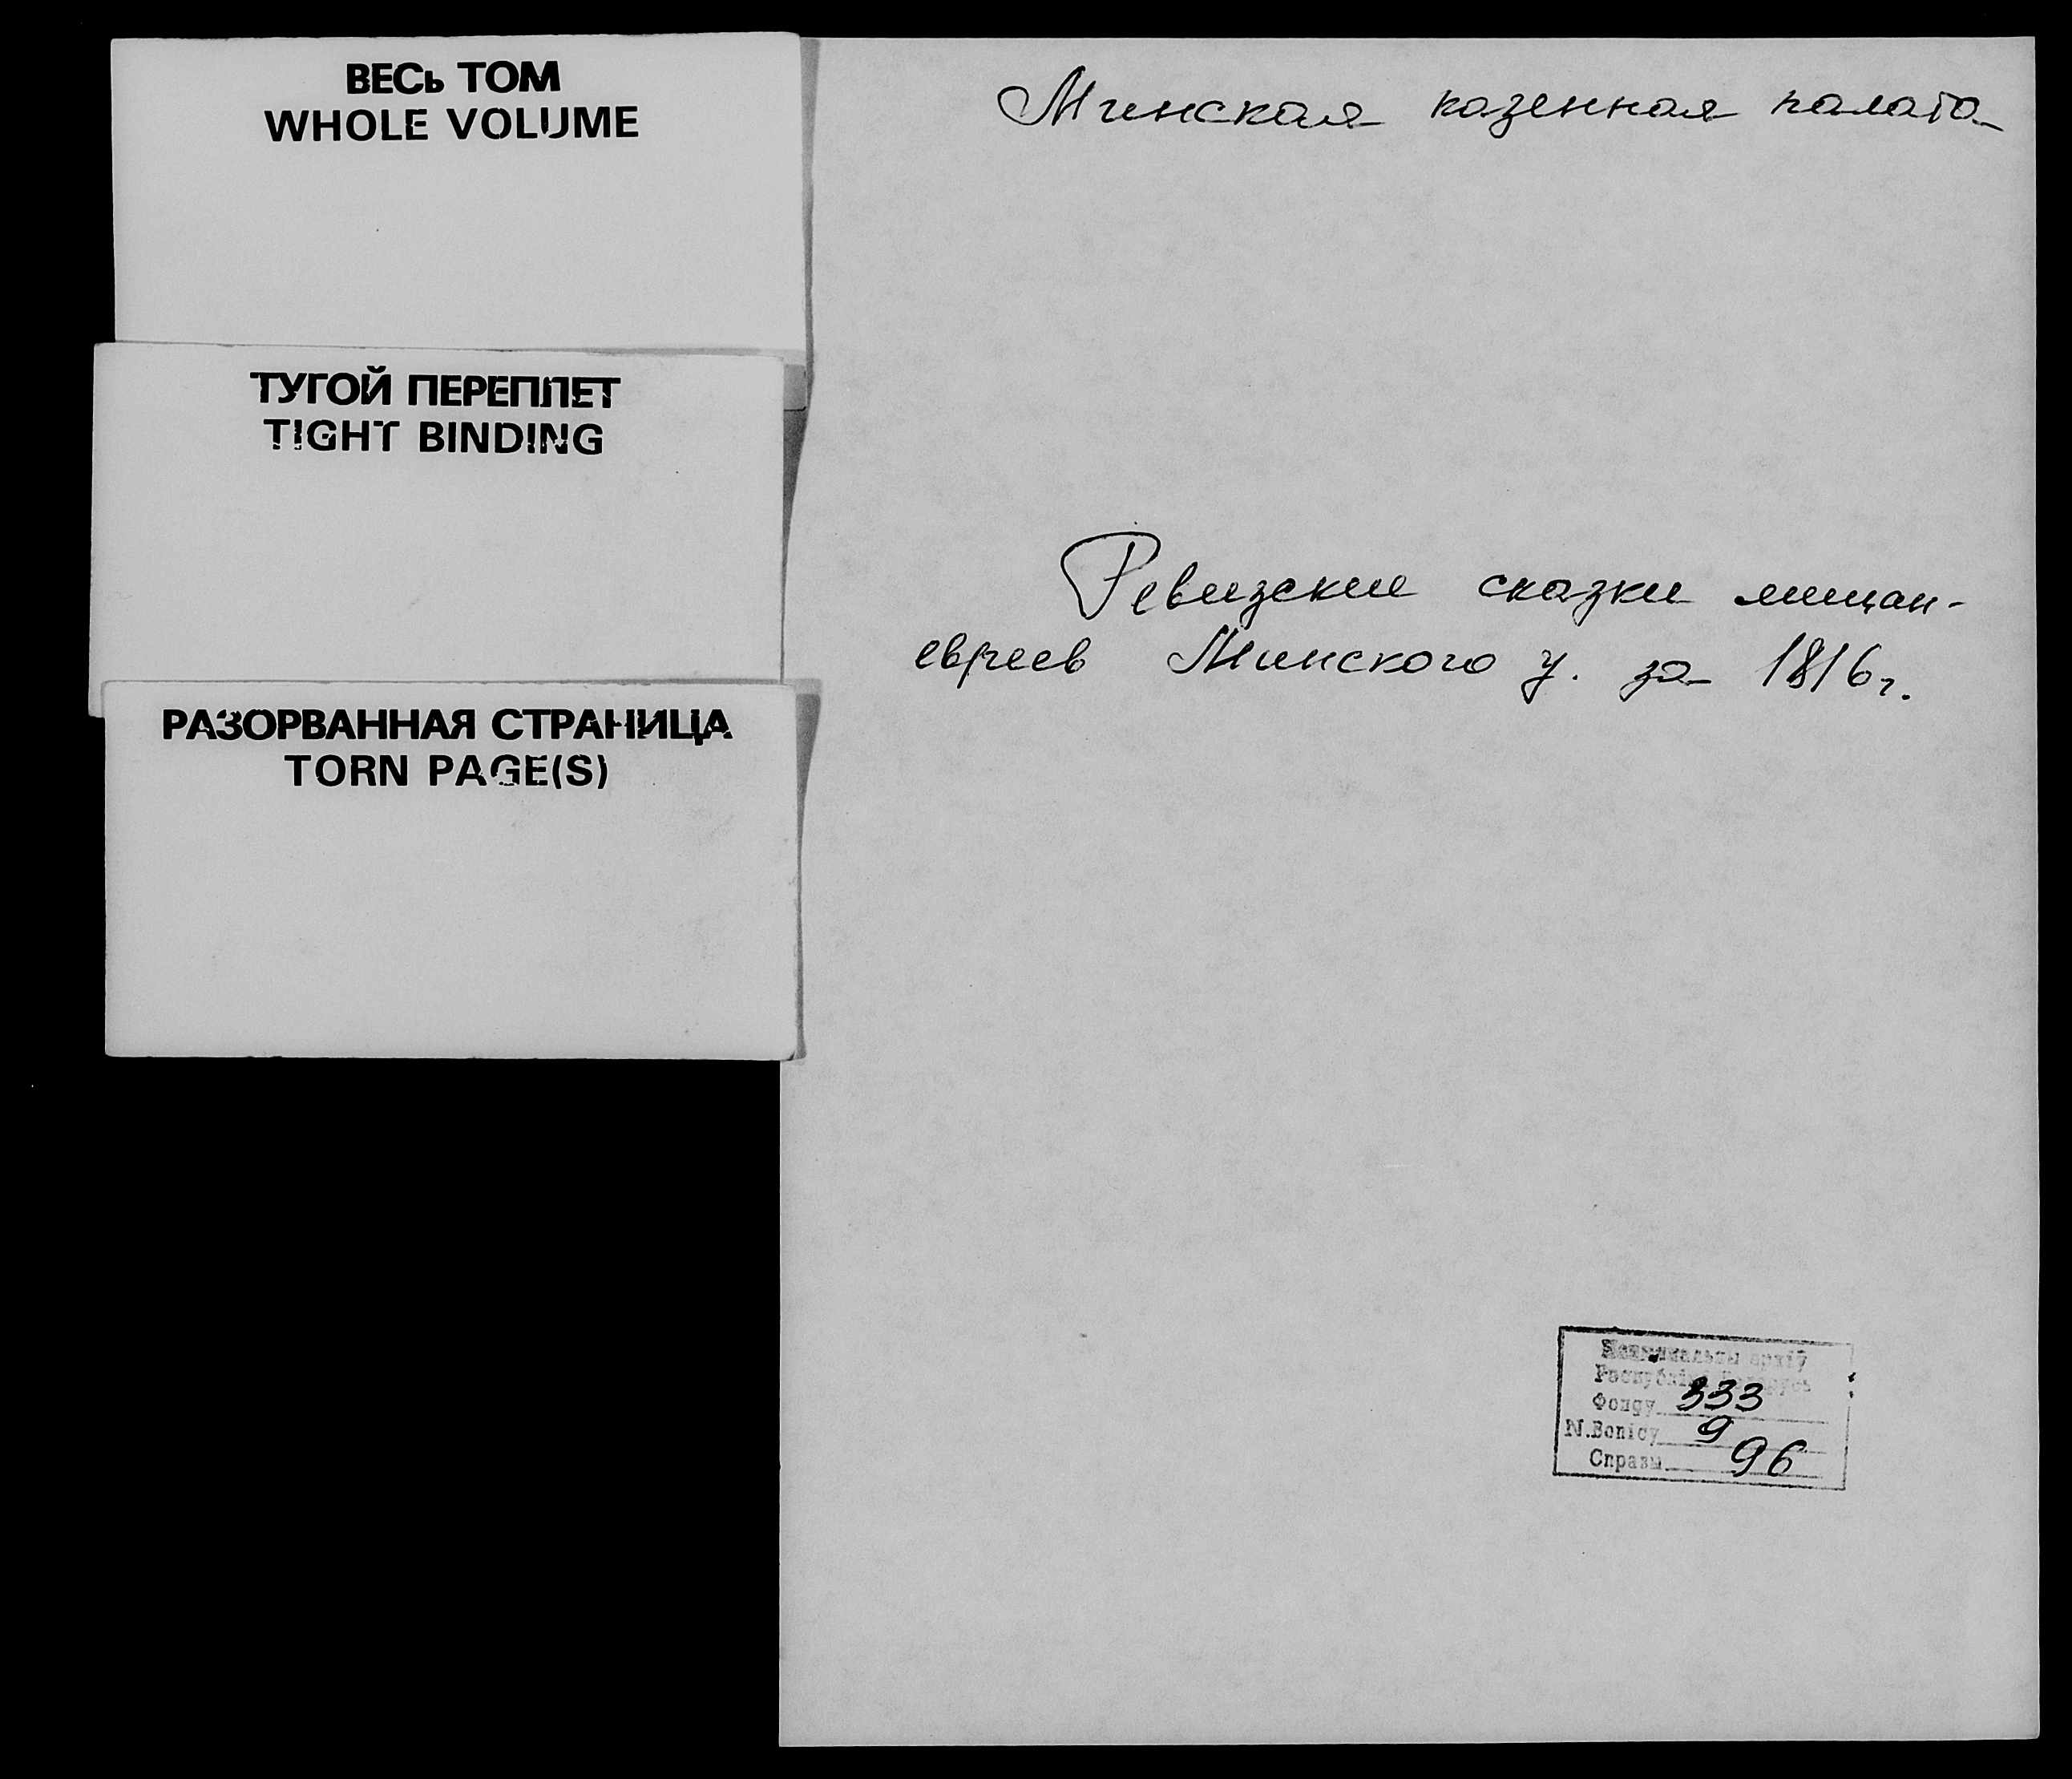 ВЕСЬ ТОМ
WHOLE VOLUME
ТУГОЙ ПЕРЕПЛЕТ
TIGHT BINDING
РАЗОРВАННАЯ СТРАНИЦА
TORN PAGE(S)
Минская казенная палата
Ревизские сказки мещан-
евреев Минского у. за 1816 г.
архіў
Фонду 333
N.Вопісу 9
Справы 96